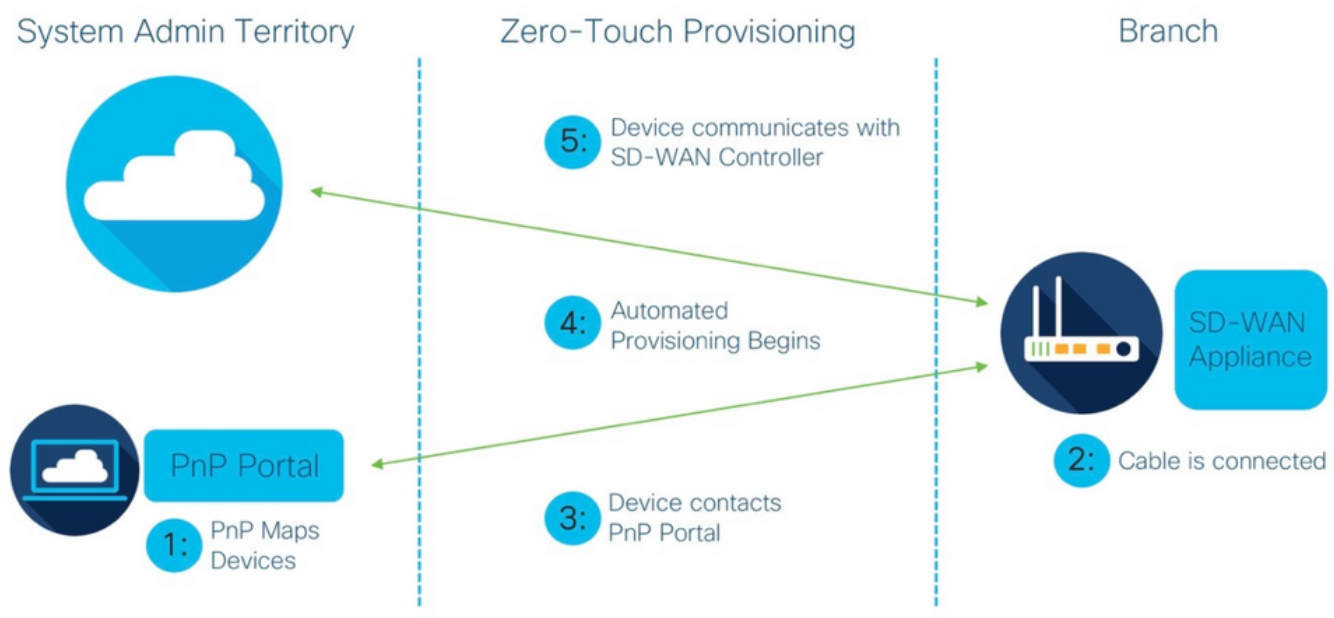 System Admin Territory
Zero-Touch Provisioning
Branch
5:
Device communicates with
SD-WAN Controller
4:
Automated
Provisioning Begins
SD-WAN
Appliance
PnP Portal
2:
Cable is connected
3:
Device contacts
PnP Portal
1:
PnP Maps
Devices